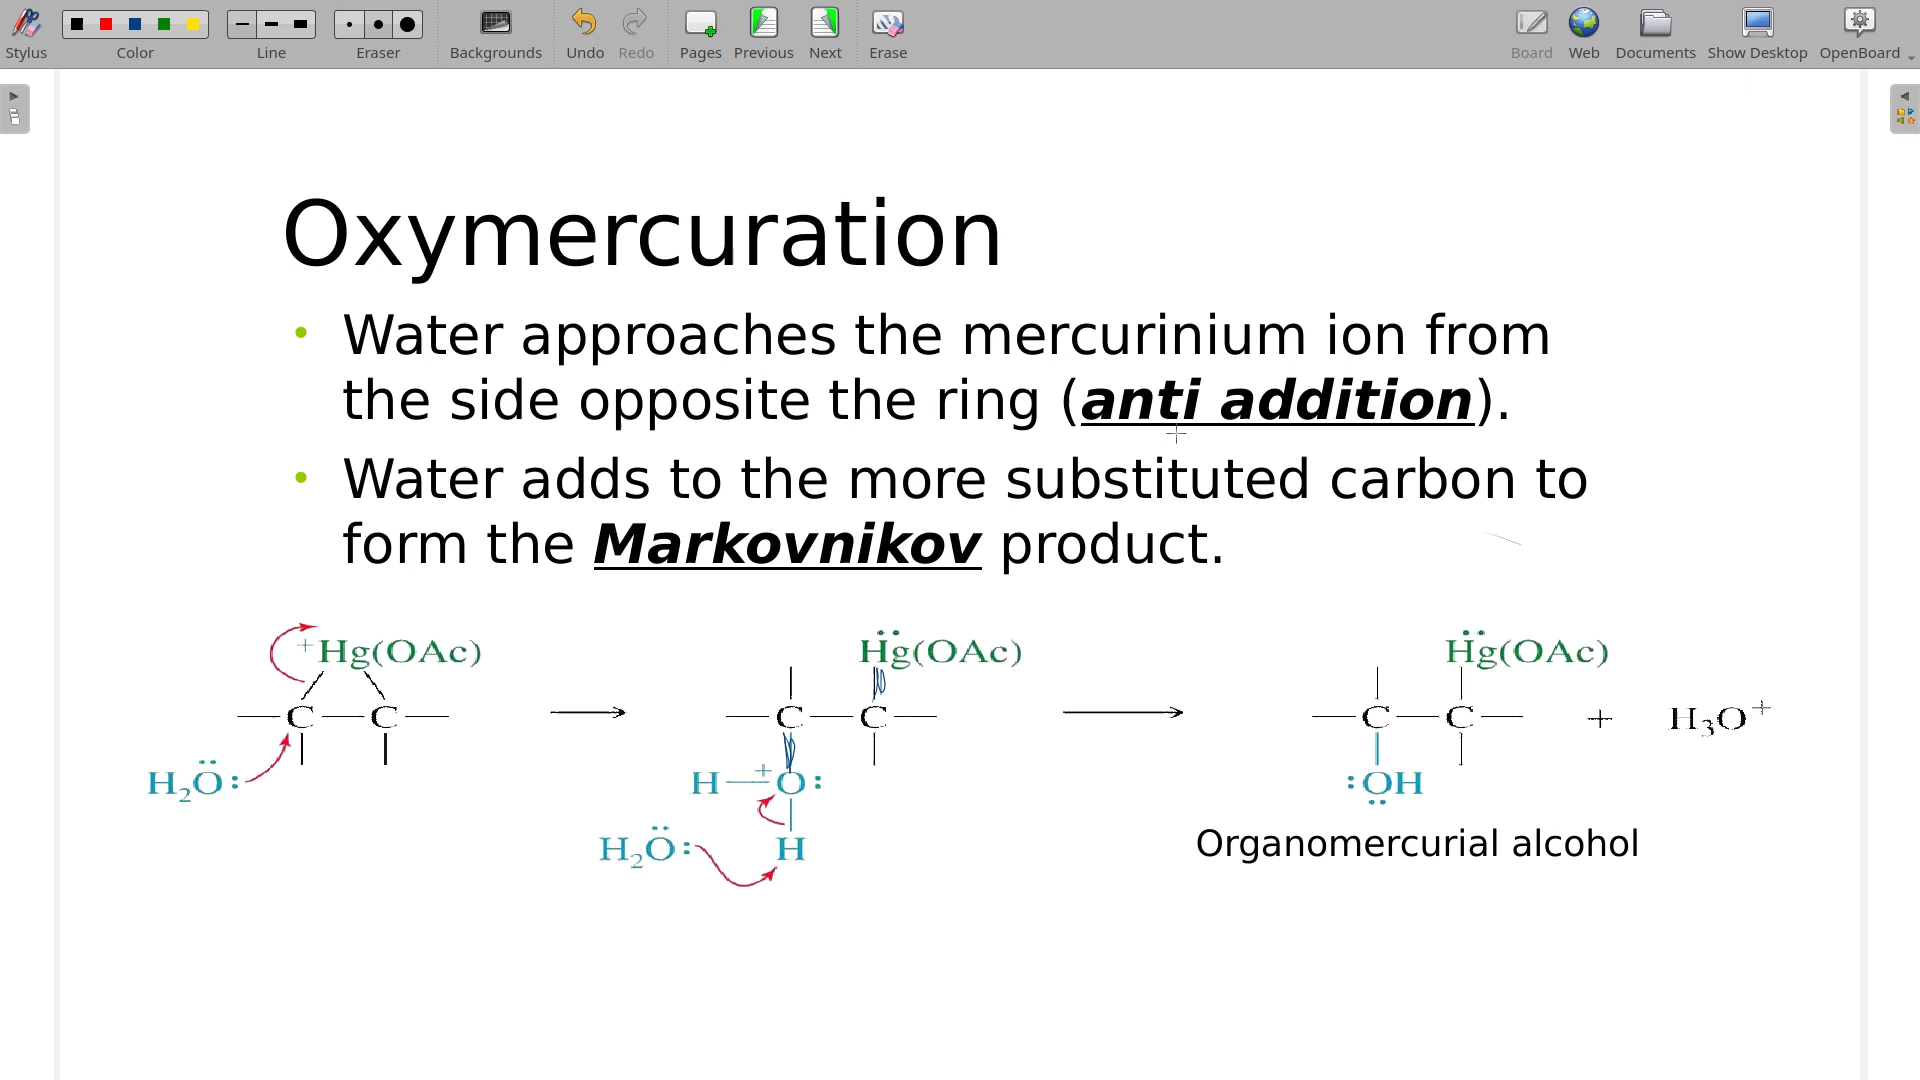 Stylus Color Line Eraser Backgrounds Undo Redo Pages Previous Next Erase Board Web Documents Show Desktop OpenBoard
Oxymercuration
• Water approaches the mercurinium ion from
the side opposite the ring (anti addition).
• Water adds to the more substituted carbon to
form the Markovnikov product.
+Hg(OAc) Hg(OAc) Hg(OAc)
C C C C C C + H₃O⁺
H₂O: H + O: :OH
H₂O: H
Organomercurial alcohol